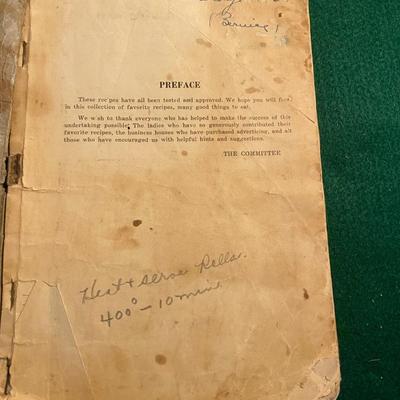 (Bernice)
PREFACE
These recipes have all been tested and approved. We hope you will find
in this collection of favorite recipes, many good things to eat.
We wish to thank everyone who has helped to make the success of this
undertaking possible: The ladies who have so generously contributed their
favorite recipes, the business houses who have purchased advertising, and all
those who have encouraged us with helpful hints and suggestions.
THE COMMITTEE
Heat & serve Rolls.
400° - 10 mins